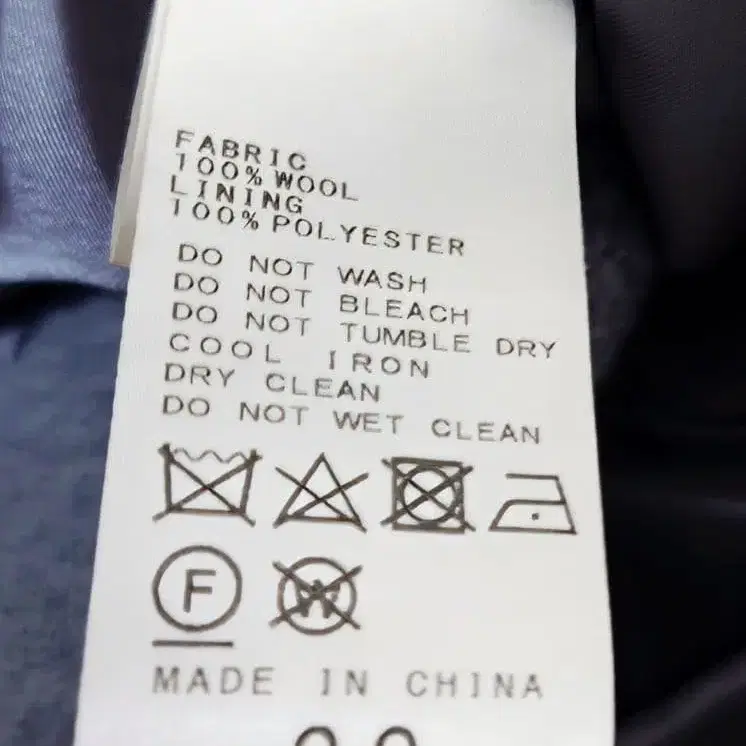 FABRIC
100% WOOL
LINING
100% POLYESTER
DO NOT WASH
DO NOT BLEACH
DO NOT TUMBLE DRY
COOL IRON
DRY CLEAN
DO NOT WET CLEAN
F W
MADE IN CHINA